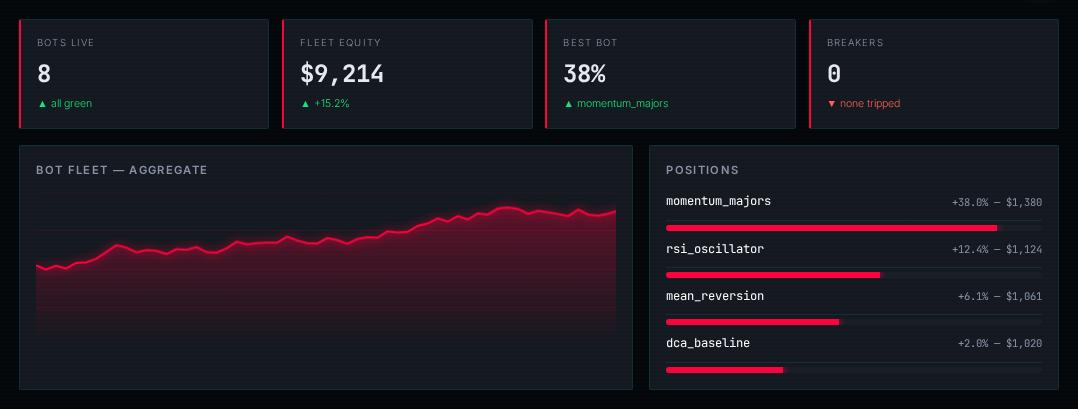 BOTS LIVE
8
▲ all green
FLEET EQUITY
$9,214
▲ +15.2%
BEST BOT
38%
▲ momentum_majors
BREAKERS
0
▼ none tripped
BOT FLEET — AGGREGATE
POSITIONS
momentum_majors +38.0% — $1,380
rsi_oscillator +12.4% — $1,124
mean_reversion +6.1% — $1,061
dca_baseline +2.0% — $1,020